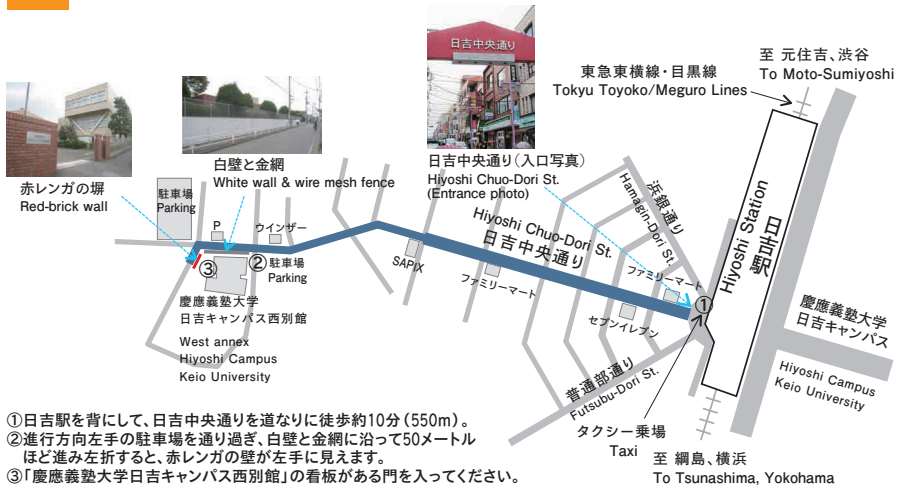 日吉中央通り
東急東横線・目黒線
Tokyu Toyoko/Meguro Lines
至 元住吉、渋谷
To Moto-Sumiyoshi
白壁と金網
White wall & wire mesh fence
日吉中央通り(入口写真)
Hiyoshi Chuo-Dori St.
(Entrance photo)
赤レンガの塀
Red-brick wall
駐車場
Parking
P
ウインザー
浜銀通り
Hamagin-Dori St.
Hiyoshi Station
日吉駅
Hiyoshi Chuo-Dori St.
日吉中央通り
SAPIX
ファミリーマート
ファミリーマート
セブンイレブン
①
②
③
駐車場
Parking
慶應義塾大学
日吉キャンパス西別館
West annex
Hiyoshi Campus
Keio University
慶應義塾大学
日吉キャンパス
Hiyoshi Campus
Keio University
普通部通り
Futsubu-Dori St.
タクシー乗場
Taxi
至 綱島、横浜
To Tsunashima, Yokohama
①日吉駅を背にして、日吉中央通りを道なりに徒歩約10分(550m)。
②進行方向左手の駐車場を通り過ぎ、白壁と金網に沿って50メートル
ほど進み左折すると、赤レンガの壁が左手に見えます。
③「慶應義塾大学日吉キャンパス西別館」の看板がある門を入ってください。